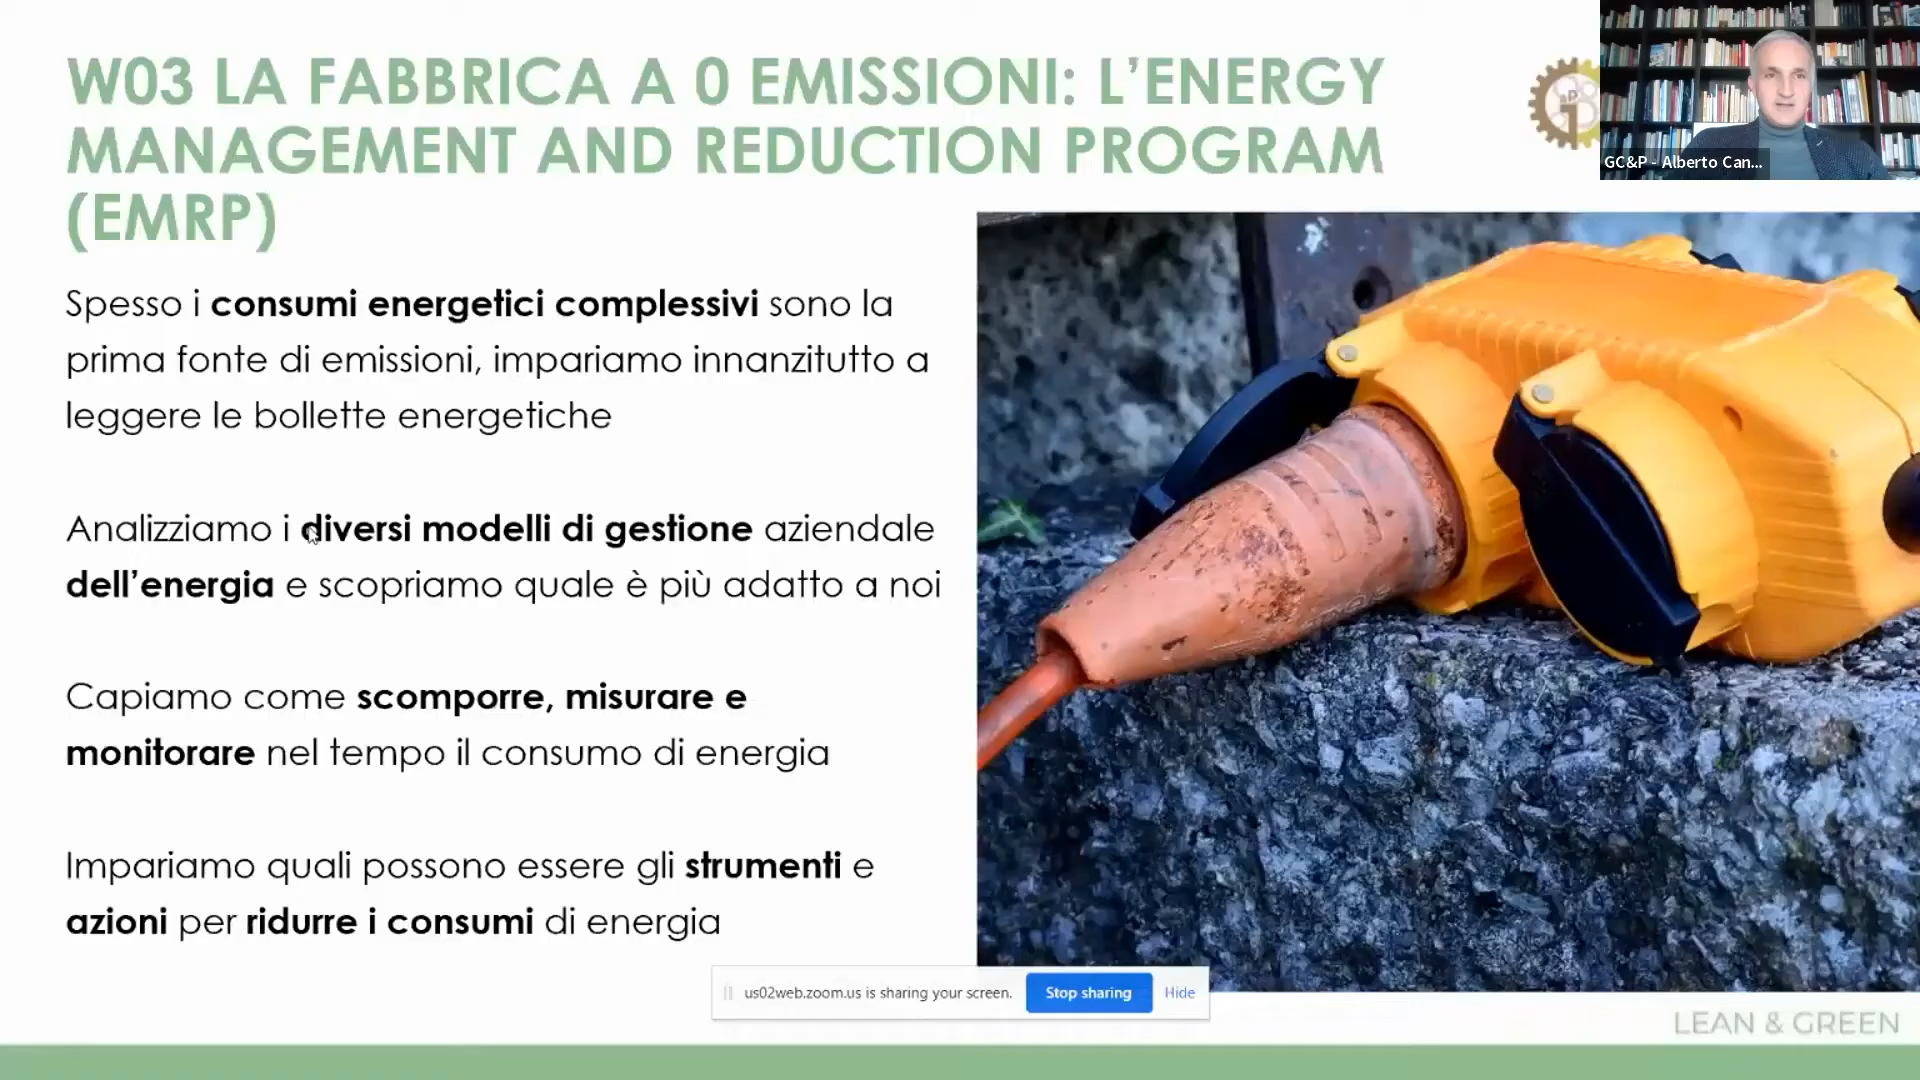 W03 LA FABBRICA A 0 EMISSIONI: L’ENERGY
MANAGEMENT AND REDUCTION PROGRAM
(EMRP)
GC&P - Alberto Can...
Spesso i consumi energetici complessivi sono la
prima fonte di emissioni, impariamo innanzitutto a
leggere le bollette energetiche
Analizziamo i diversi modelli di gestione aziendale
dell’energia e scopriamo quale è più adatto a noi
Capiamo come scomporre, misurare e
monitorare nel tempo il consumo di energia
Impariamo quali possono essere gli strumenti e
azioni per ridurre i consumi di energia
us02web.zoom.us is sharing your screen.
Stop sharing
Hide
LEAN & GREEN